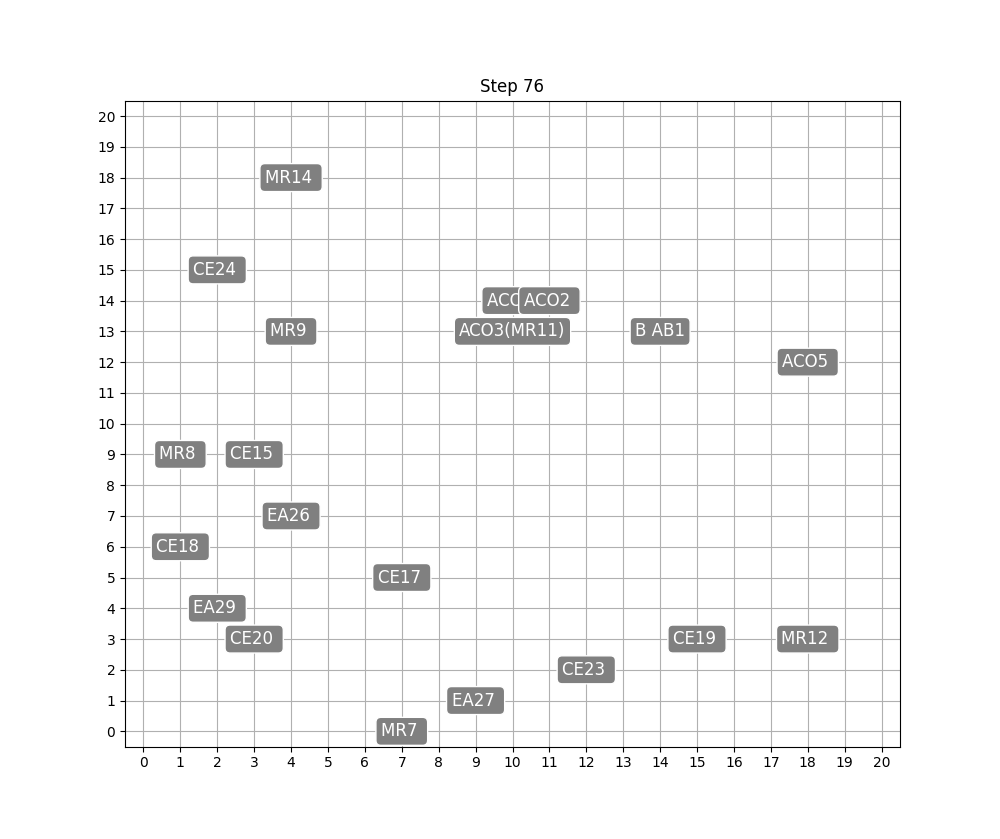 Step 76
20
19
18 MR14
17
16
15 CE24
14 ACO2
13 MR9 ACO3(MR11) B AB1
12 ACO5
11
10
9 MR8 CE15
8
7 EA26
6 CE18
5 CE17
4 EA29
3 CE20 CE19 MR12
2 CE23
1 EA27
0 MR7
0 1 2 3 4 5 6 7 8 9 10 11 12 13 14 15 16 17 18 19 20